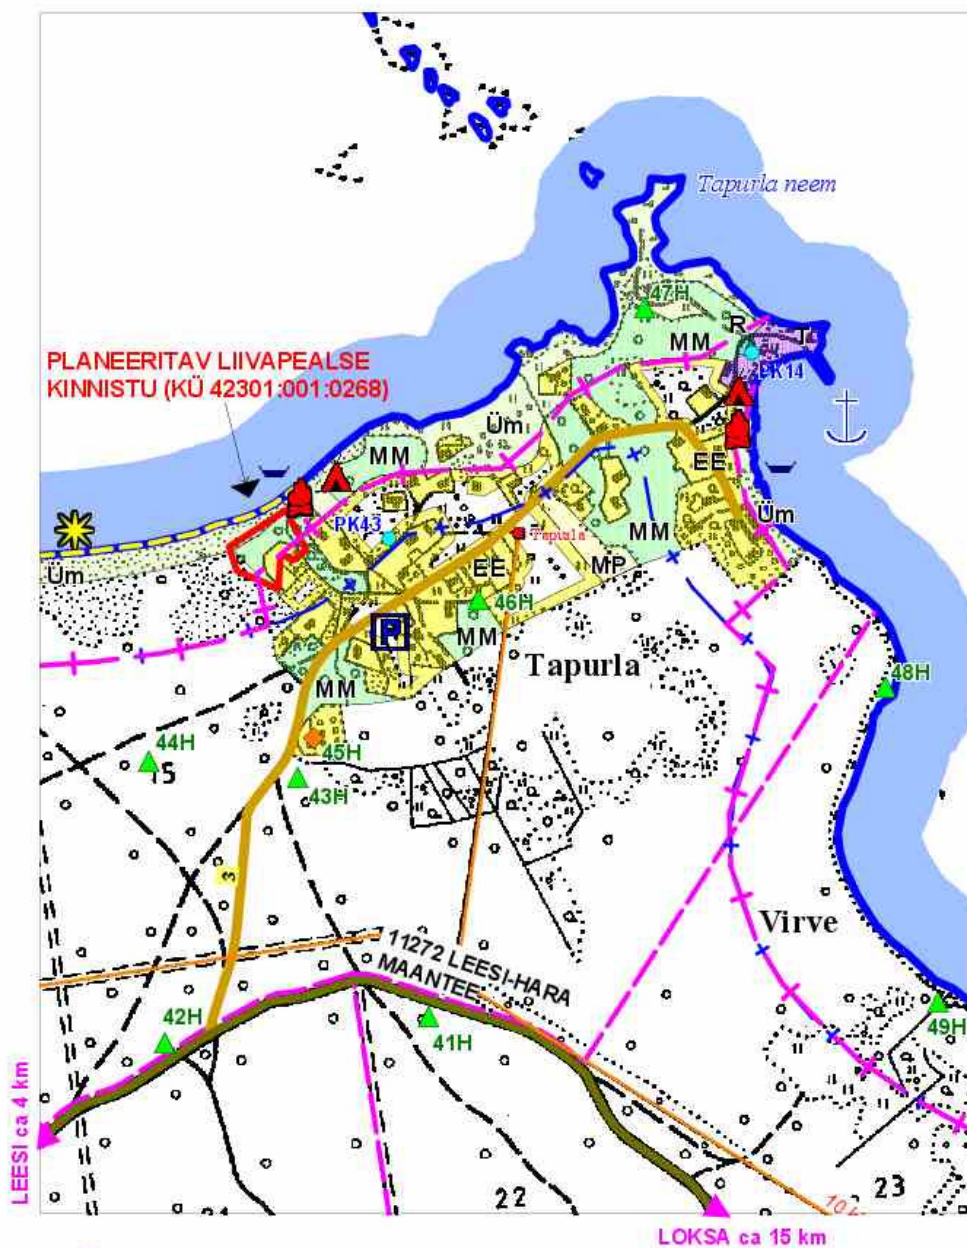 Tapurla neem
47H
R
T
MM
PLANEERITAV LIIVAPEALSE
KINNISTU (KÜ 42301:001:0268)
PK14
MM
Üm
EE
PK43
Üm
MM
Tapurla
Üm
EE
MP
46H
P
MM
Tapurla
48H
MM
44H
5
45H
43H
3
Virve
11272 LEESI-HARA
MAANTEE
42H
41H
49H
LEESI ca 4 km
22
23
LOKSA ca 15 km